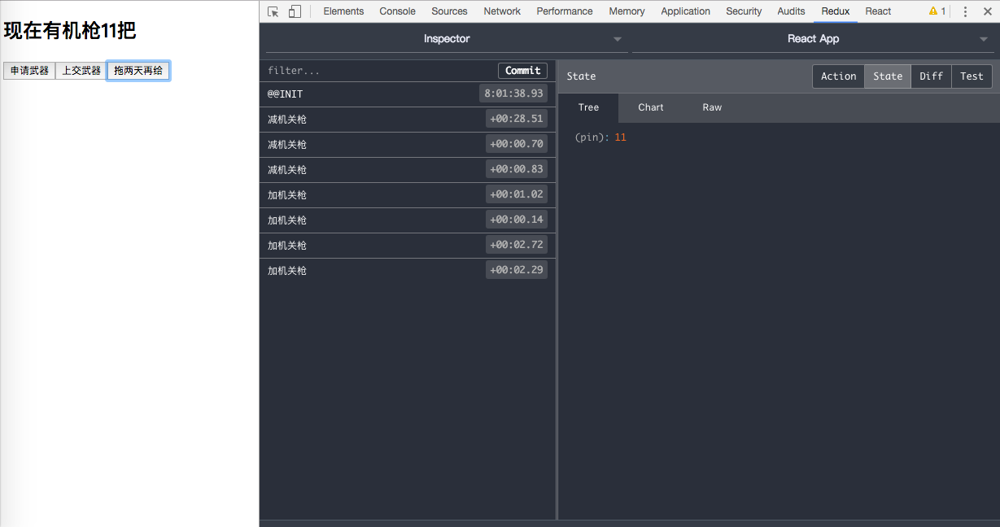 现在有机枪11把
申请武器 上交武器 拖两天再给
Elements Console Sources Network Performance Memory Application Security Audits Redux React 1
Inspector React App
filter... Commit
@@INIT 8:01:38.93
减机关枪 +00:28.51
减机关枪 +00:00.70
减机关枪 +00:00.83
加机关枪 +00:01.02
加机关枪 +00:00.14
加机关枪 +00:02.72
加机关枪 +00:02.29
State Action State Diff Test
Tree Chart Raw
(pin): 11